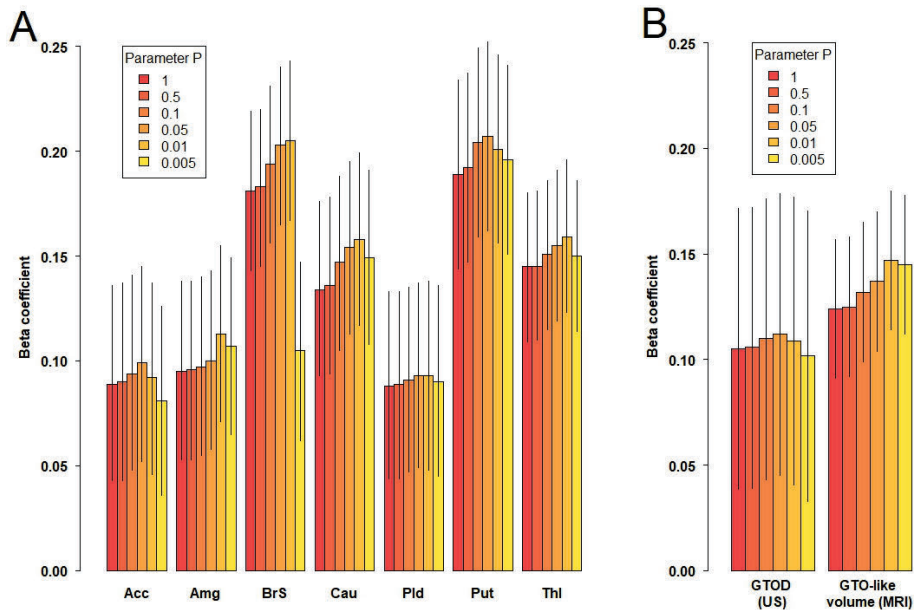 A
Parameter P
1
0.5
0.1
0.05
0.01
0.005
Beta coefficient
0.25
0.20
0.15
0.10
0.05
0.00
Acc Amg BrS Cau Pld Put Thl
B
Parameter P
1
0.5
0.1
0.05
0.01
0.005
Beta coefficient
0.25
0.20
0.15
0.10
0.05
0.00
GTOD GTO-like
(US) volume (MRI)